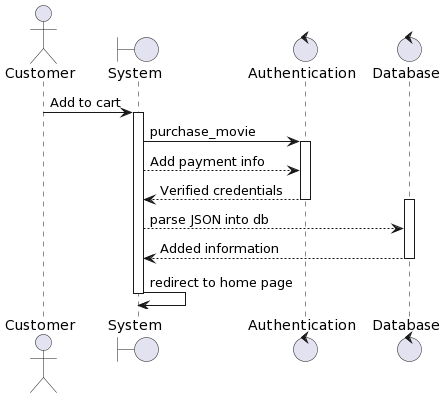 Customer
System
Authentication
Database
Add to cart
purchase_movie
Add payment info
Verified credentials
parse JSON into db
Added information
redirect to home page
Customer
System
Authentication
Database